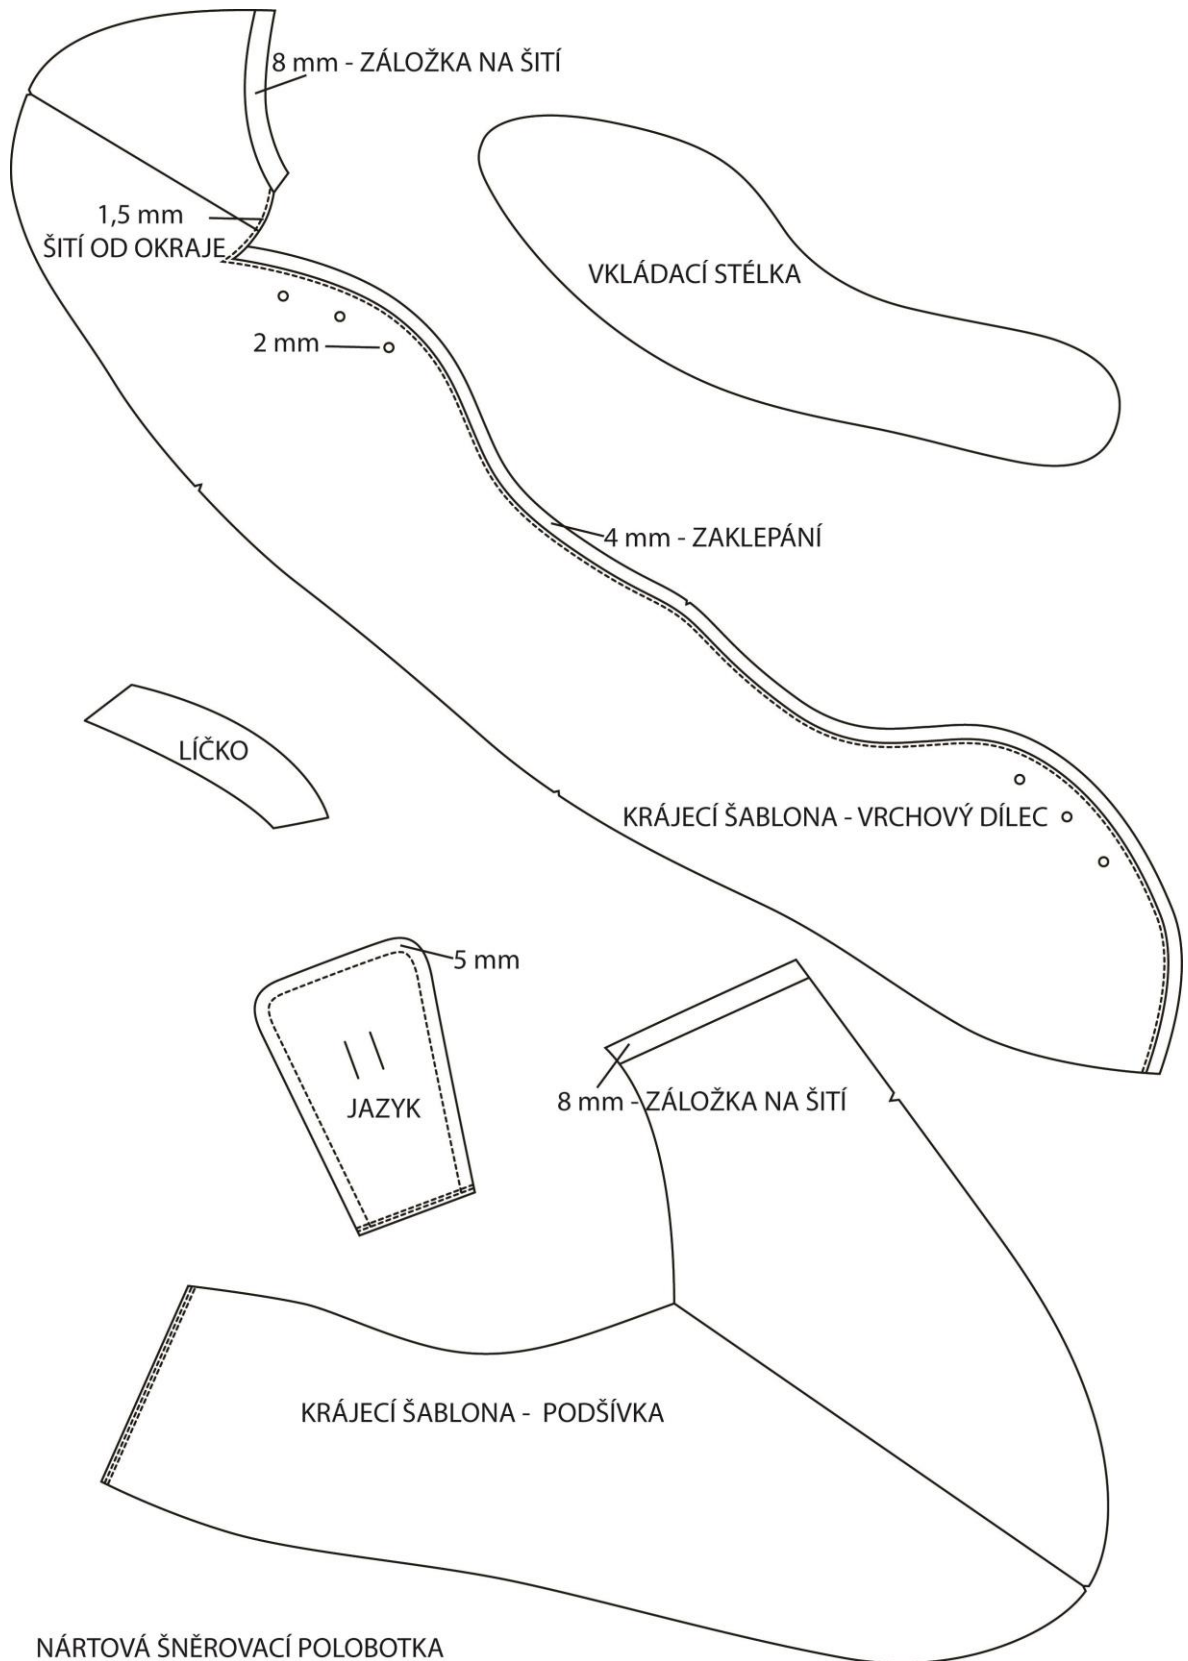 8 mm - ZÁLOŽKA NA ŠITÍ
1,5 mm
ŠITÍ OD OKRAJE
VKLÁDACÍ STÉLKA
2 mm
4 mm - ZAKLEPÁNÍ
LÍČKO
KRÁJECÍ ŠABLONA - VRCHOVÝ DÍLEC
5 mm
8 mm - ZÁLOŽKA NA ŠITÍ
JAZYK
KRÁJECÍ ŠABLONA - PODŠÍVKA
NÁRTOVÁ ŠNĚROVACÍ POLOBOTKA